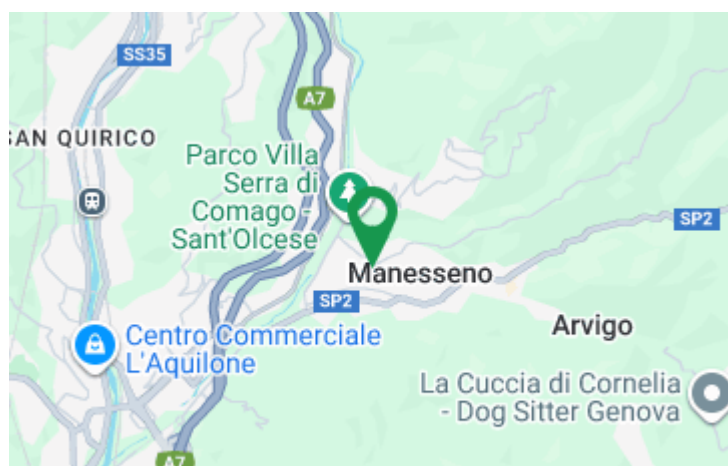 SS35
A7
SAN QUIRICO
Parco Villa
Serra di
Comago -
Sant'Olcese
SP2
Manesseno
SP2
Arvigo
Centro Commerciale
L'Aquilone
La Cuccia di Cornelia
- Dog Sitter Genova
A7